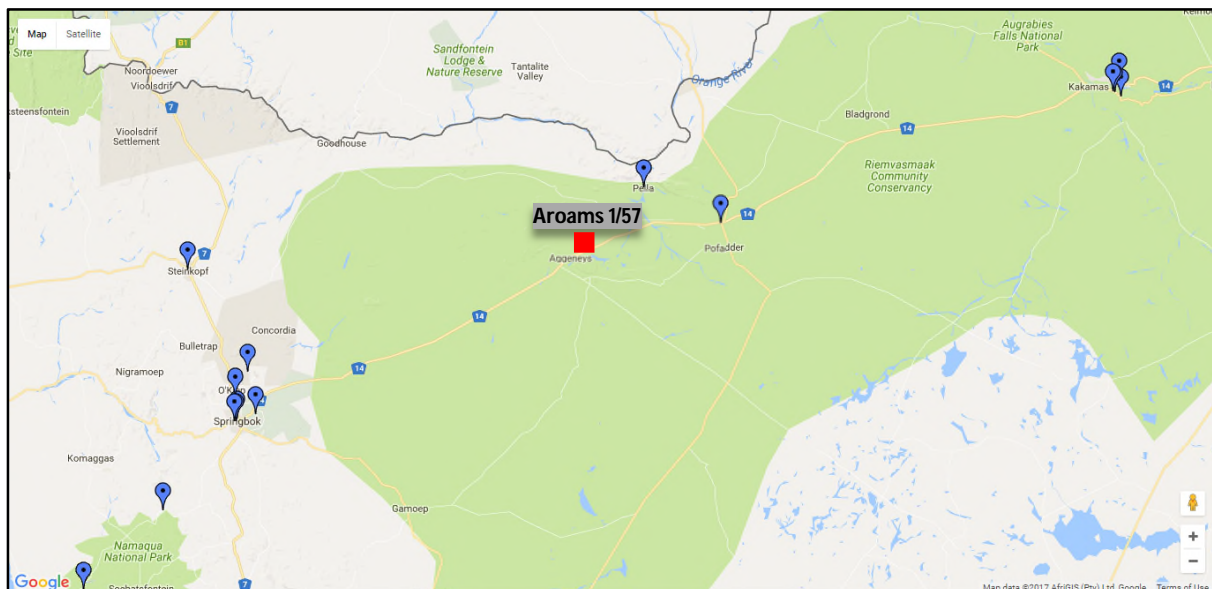 Map Satellite
B1
Noordoewer
Vioolsdrif
7
Vioolsdrif
Settlement
ksteensfontein
Sandfontein
Lodge &
Nature Reserve
Tantalite
Valley
Orange River
Goodhouse
Augrabies
Falls National
Park
Kakamas
14
Bladgrond
14
Riemvasmaak
Community
Conservancy
Pella
Aroams 1/57
14
Pofadder
Aggeneys
7
Steinkopf
14
Concordia
Bulletrap
14
Nigramoep
O'Kiep
Springbok
Komaggas
Gamoep
Namaqua
National Park
Soebatsfontein
7
Google
Map data ©2017 AfriGIS (Pty) Ltd, Google Terms of Use